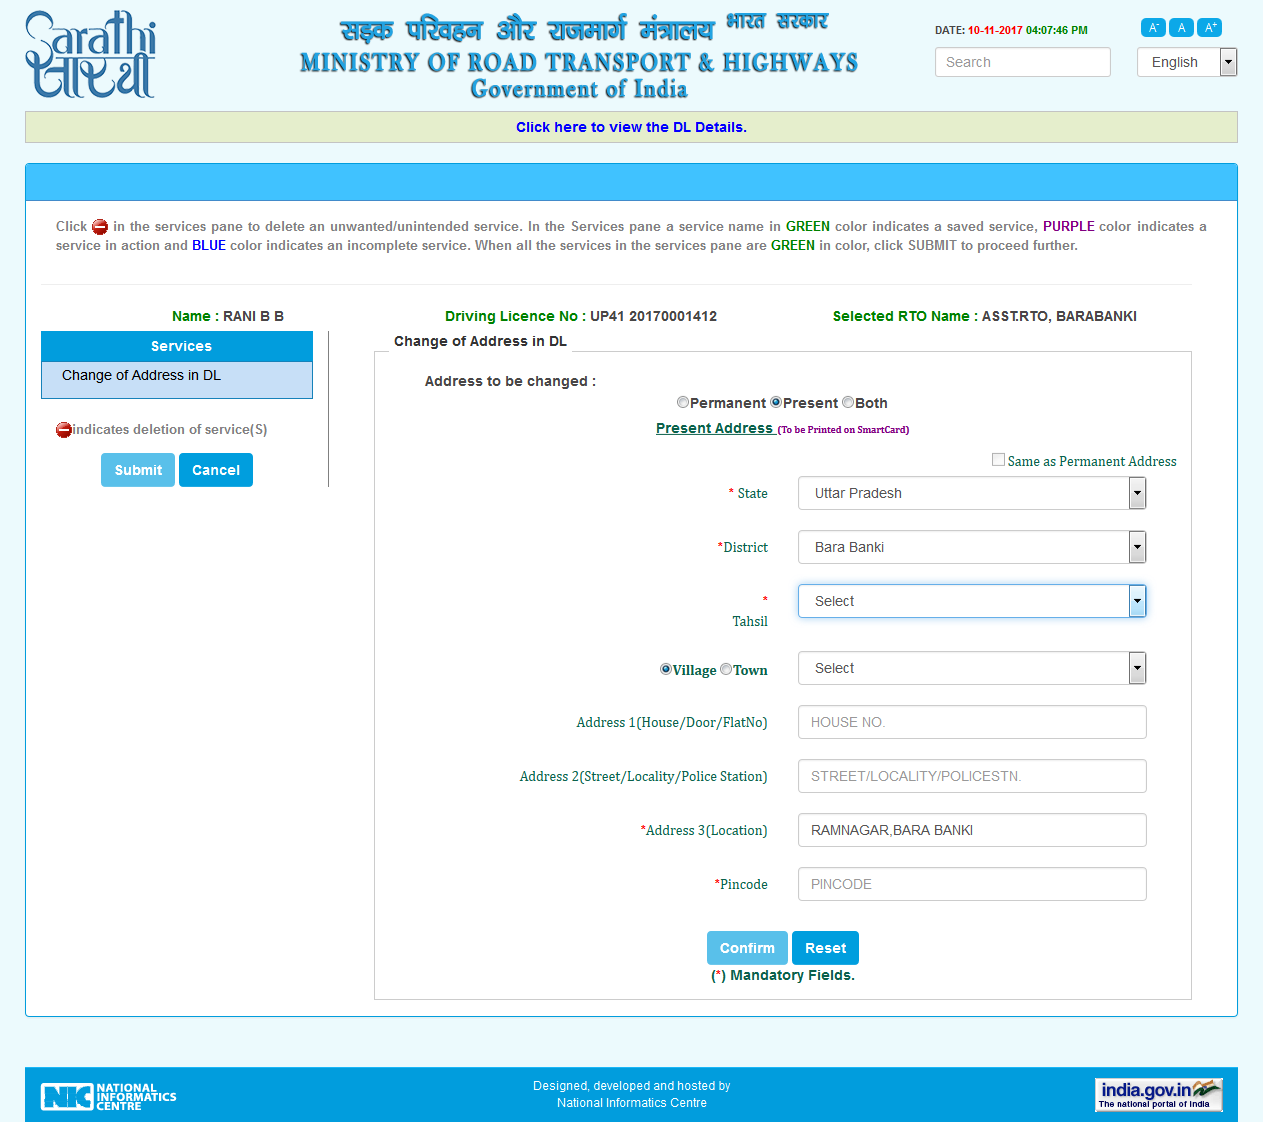 Sarathi
सारथी
सड़क परिवहन और राजमार्ग मंत्रालय भारत सरकार
MINISTRY OF ROAD TRANSPORT & HIGHWAYS
Government of India
DATE: 10-11-2017 04:07:46 PM
A- A A+
Search
English
Click here to view the DL Details.
Click in the services pane to delete an unwanted/unintended service. In the Services pane a service name in GREEN color indicates a saved service, PURPLE color indicates a
service in action and BLUE color indicates an incomplete service. When all the services in the services pane are GREEN in color, click SUBMIT to proceed further.
Name : RANI B B
Driving Licence No : UP41 20170001412
Selected RTO Name : ASST.RTO, BARABANKI
Services
Change of Address in DL
indicates deletion of service(S)
Submit Cancel
Change of Address in DL
Address to be changed :
Permanent Present Both
Present Address (To be Printed on SmartCard)
Same as Permanent Address
* State Uttar Pradesh
*District Bara Banki
*
Tahsil Select
Village Town Select
Address 1(House/Door/FlatNo) HOUSE NO.
Address 2(Street/Locality/Police Station) STREET/LOCALITY/POLICESTN.
*Address 3(Location) RAMNAGAR,BARA BANKI
*Pincode PINCODE
Confirm Reset
(*) Mandatory Fields.
NIC NATIONAL
INFORMATICS
CENTRE
Designed, developed and hosted by
National Informatics Centre
india.gov.in
The national portal of India